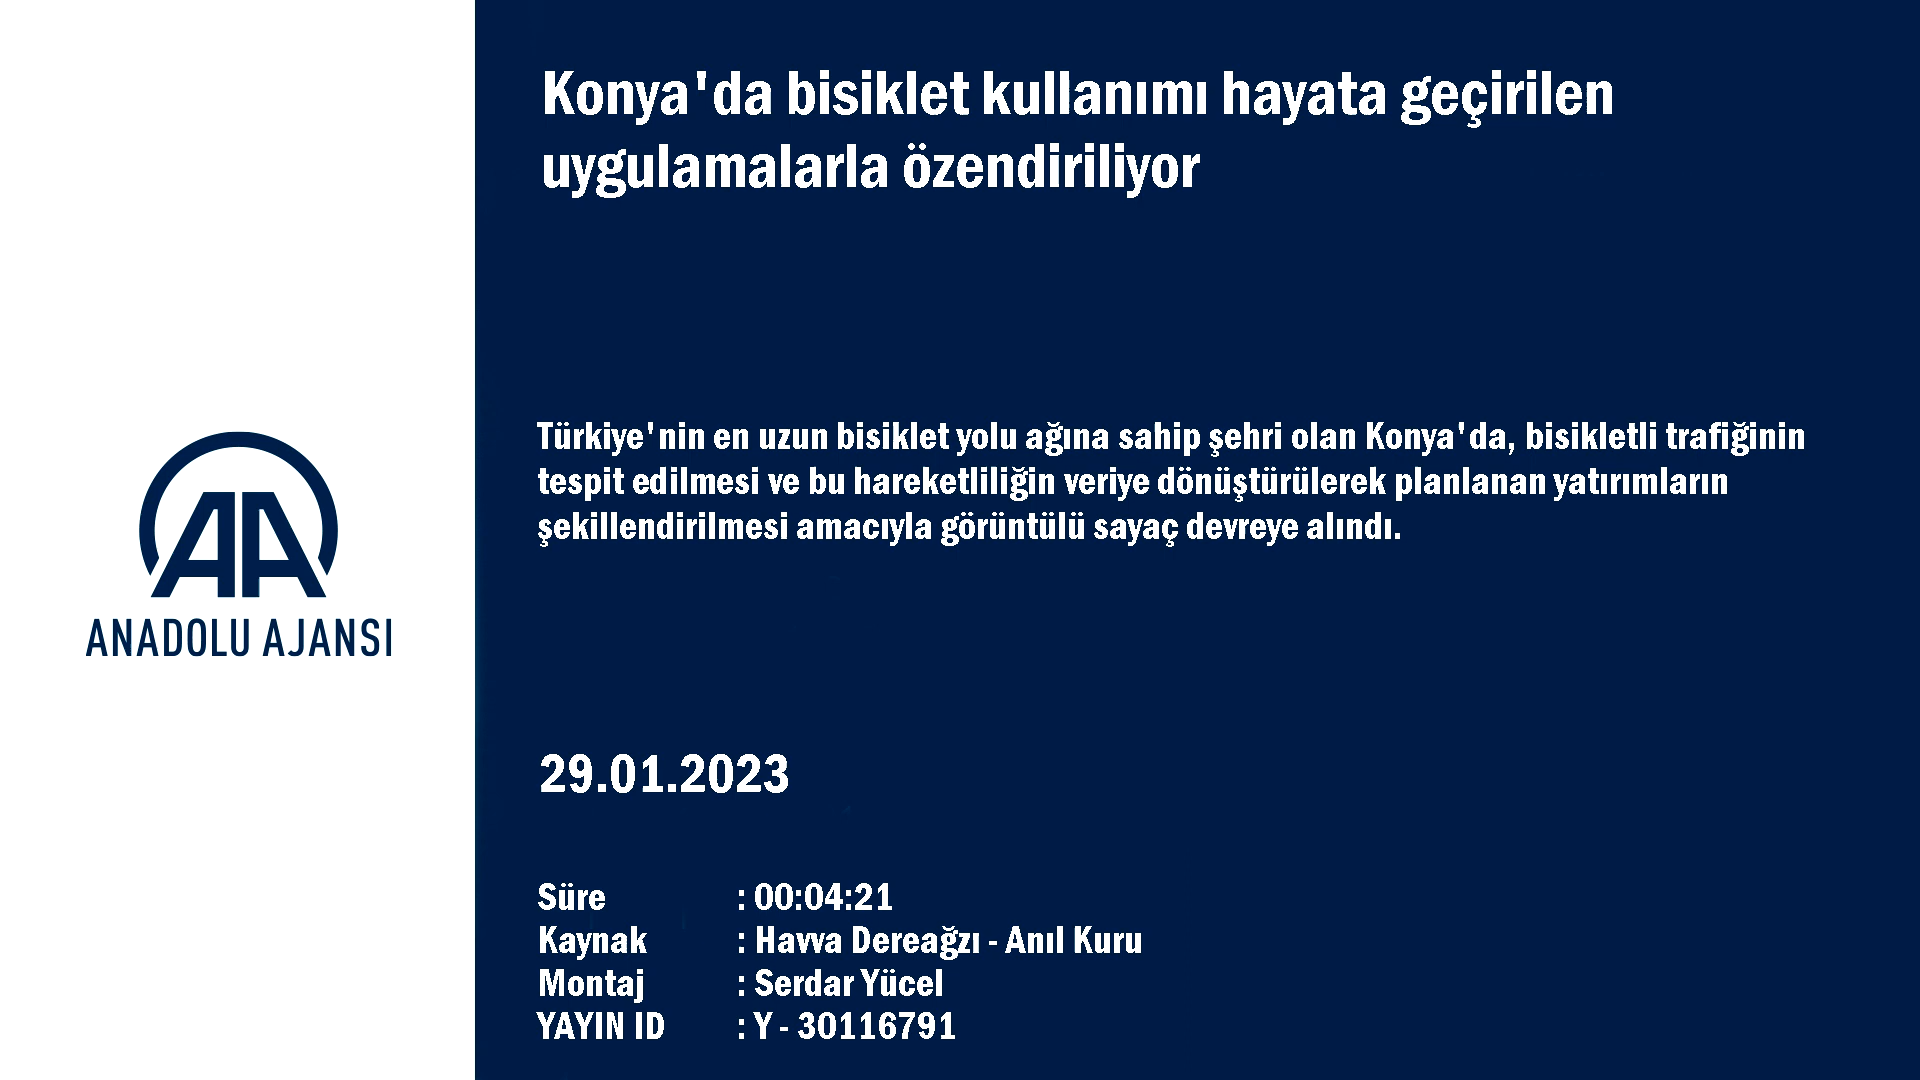 Konya'da bisiklet kullanımı hayata geçirilen
uygulamalarla özendiriliyor
Türkiye'nin en uzun bisiklet yolu ağına sahip şehri olan Konya'da, bisikletli trafiğinin
tespit edilmesi ve bu hareketliliğin veriye dönüştürülerek planlanan yatırımların
şekillendirilmesi amacıyla görüntülü sayaç devreye alındı.
AA
ANADOLU AJANSI
29.01.2023
Süre : 00:04:21
Kaynak : Havva Dereağzı - Anıl Kuru
Montaj : Serdar Yücel
YAYIN ID : Y - 30116791